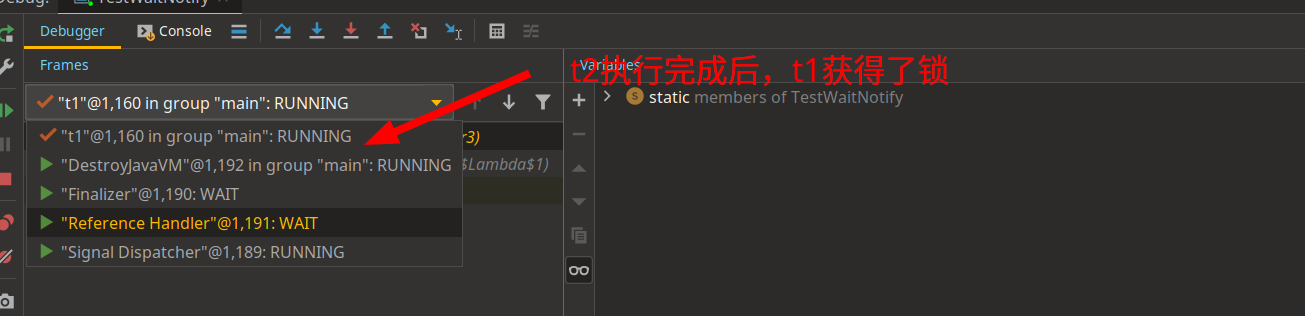 Debug:
TestWaitNotify
Debugger
Console
Frames
Variables
t2执行完成后，t1获得了锁
"t1"@1,160 in group "main": RUNNING
static members of TestWaitNotify
"t1"@1,160 in group "main": RUNNING
r3)
"DestroyJavaVM"@1,192 in group "main": RUNNING
$Lambda$1)
"Finalizer"@1,190: WAIT
"Reference Handler"@1,191: WAIT
"Signal Dispatcher"@1,189: RUNNING